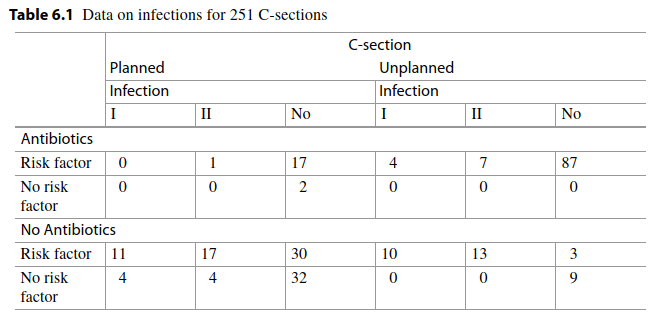 Table 6.1 Data on infections for 251 C-sections
C-section
Planned Unplanned
Infection Infection
I II No I II No
Antibiotics
Risk factor 0 1 17 4 7 87
No risk 0 0 2 0 0 0
factor
No Antibiotics
Risk factor 11 17 30 10 13 3
No risk 4 4 32 0 0 9
factor